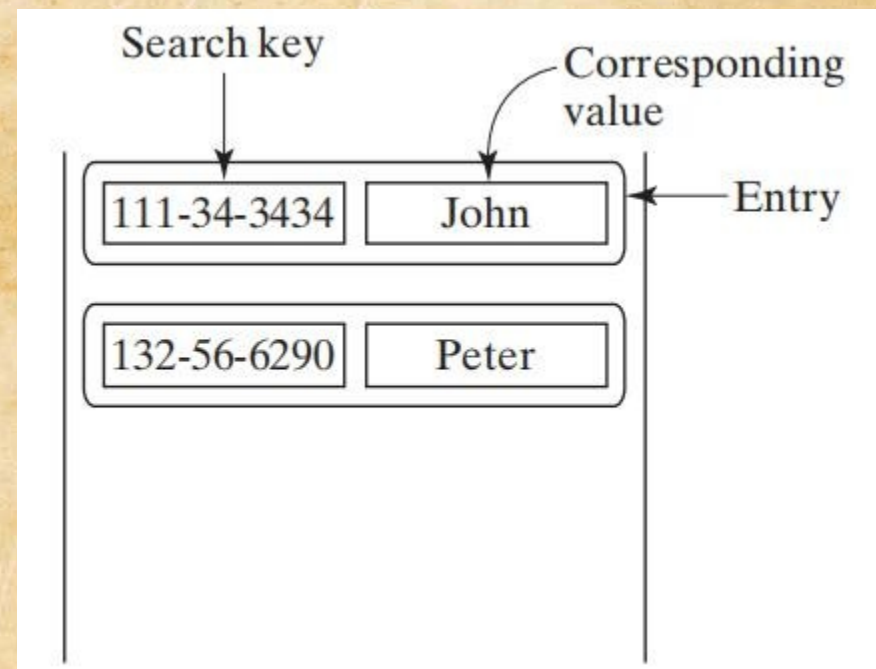 Search key
Corresponding
value
111-34-3434 John
Entry
132-56-6290 Peter